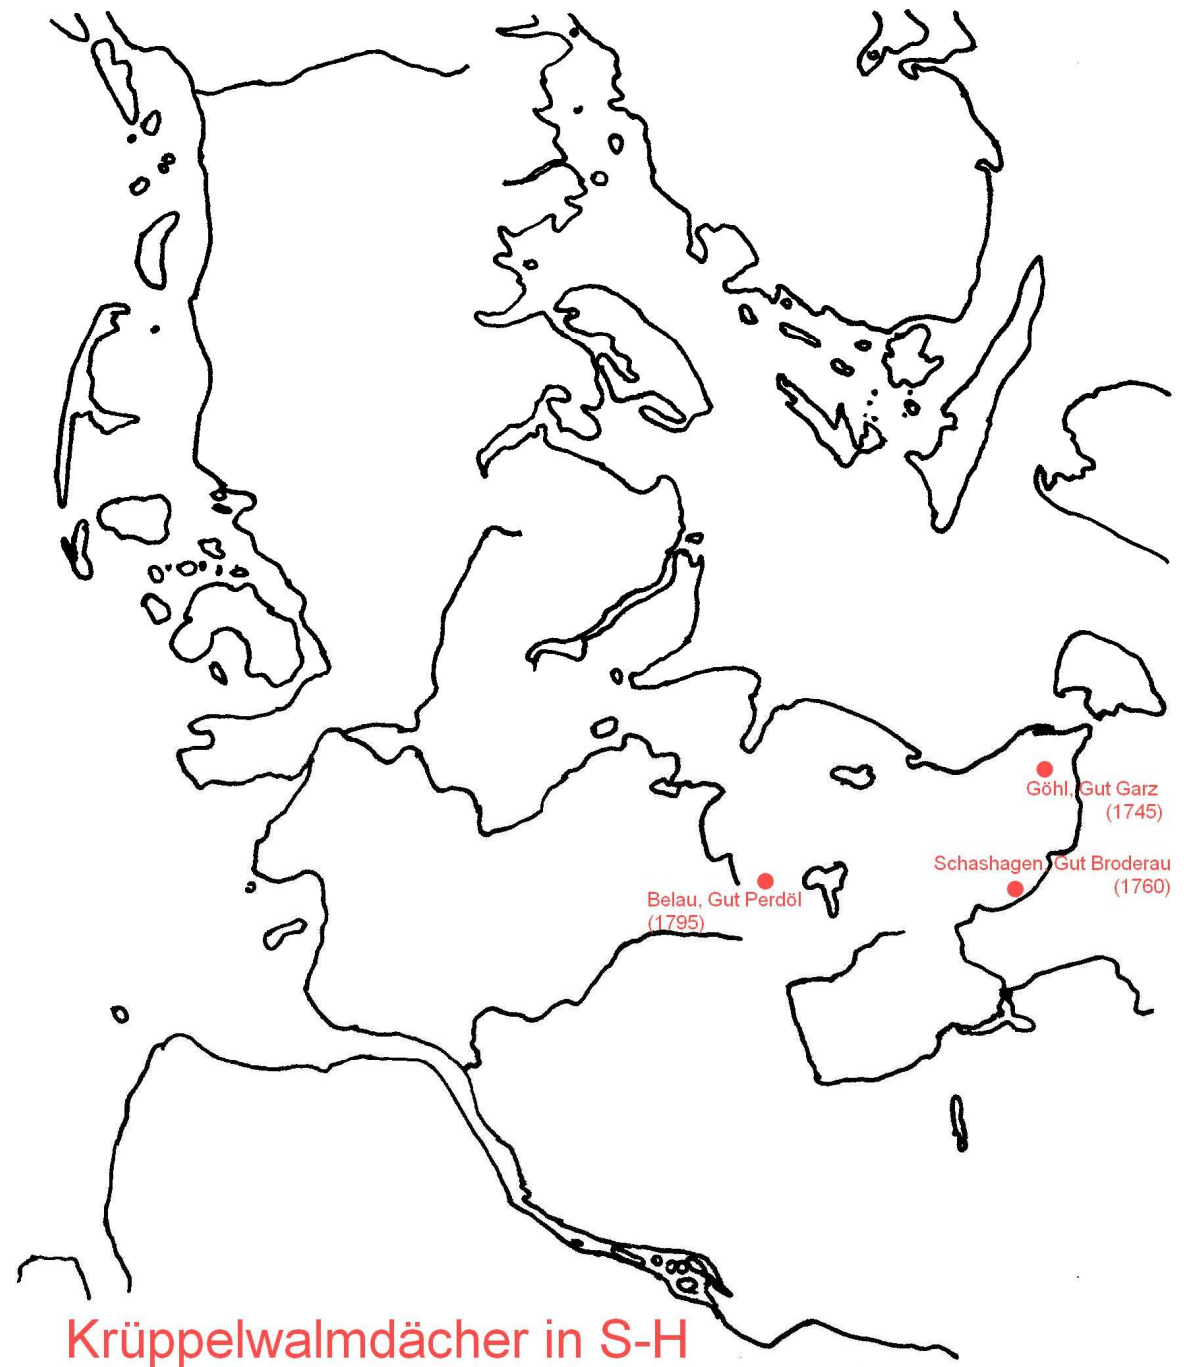 Göhl, Gut Garz
(1745)
Schashagen, Gut Broderau
(1760)
Belau, Gut Perdöl
(1795)
Krüppelwalmdächer in S-H